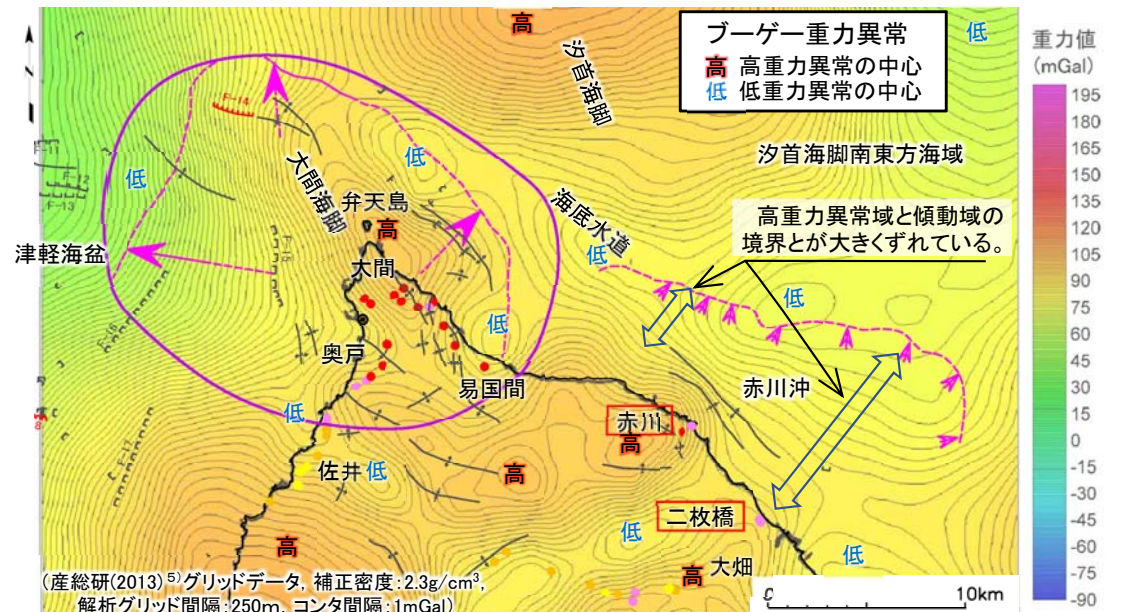 高
汐首海脚
低
ブーゲー重力異常
高 高重力異常の中心
低 低重力異常の中心
重力値
(mGal)
195
180
165
150
135
120
105
90
75
60
45
30
15
0
-15
-30
-45
-60
-75
-90
N
F-14
F-11
F-12
F-13
低
低
大間海脚
弁天島
高
汐首海脚南東方海域
海底水道
低
高重力異常域と傾動域の
境界とが大きくずれている。
津軽海盆
大間
低
低
奥戸
易国間
赤川沖
低
赤川
高
佐井
低
高
二枚橋
低
高
高
大畑
低
(産総研(2013)5)グリッドデータ, 補正密度:2.3g/cm3,
解析グリッド間隔:250m, コンタ間隔:1mGal)
0
10km